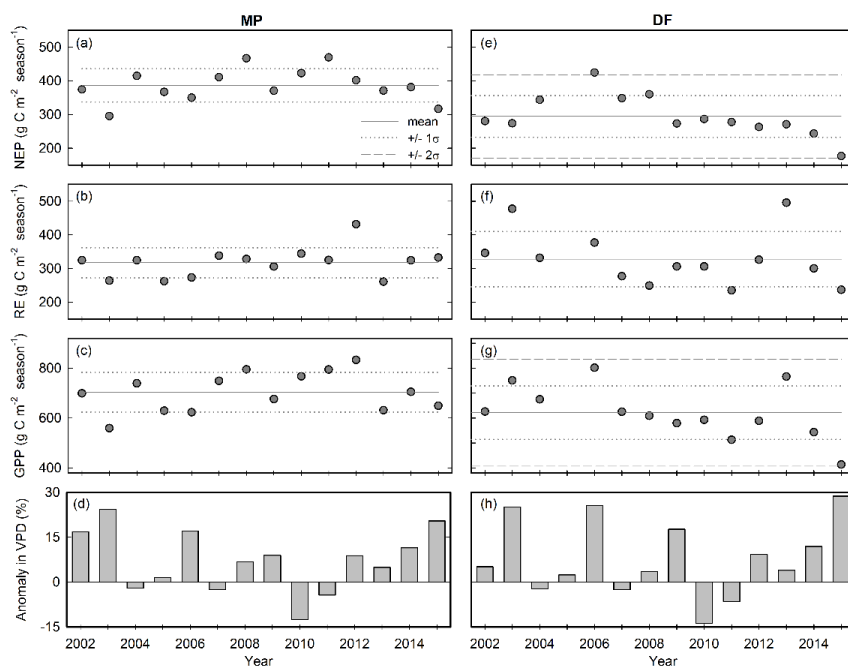 MP
DF
(a)
500
400
300
200
NEP (g C m⁻² season⁻¹)
mean
+/- 1σ
+/- 2σ
(e)
(b)
500
400
300
200
RE (g C m⁻² season⁻¹)
(f)
(c)
800
600
400
GPP (g C m⁻² season⁻¹)
(g)
(d)
30
15
0
-15
Anomaly in VPD (%)
2002 2004 2006 2008 2010 2012 2014
Year
(h)
2002 2004 2006 2008 2010 2012 2014
Year